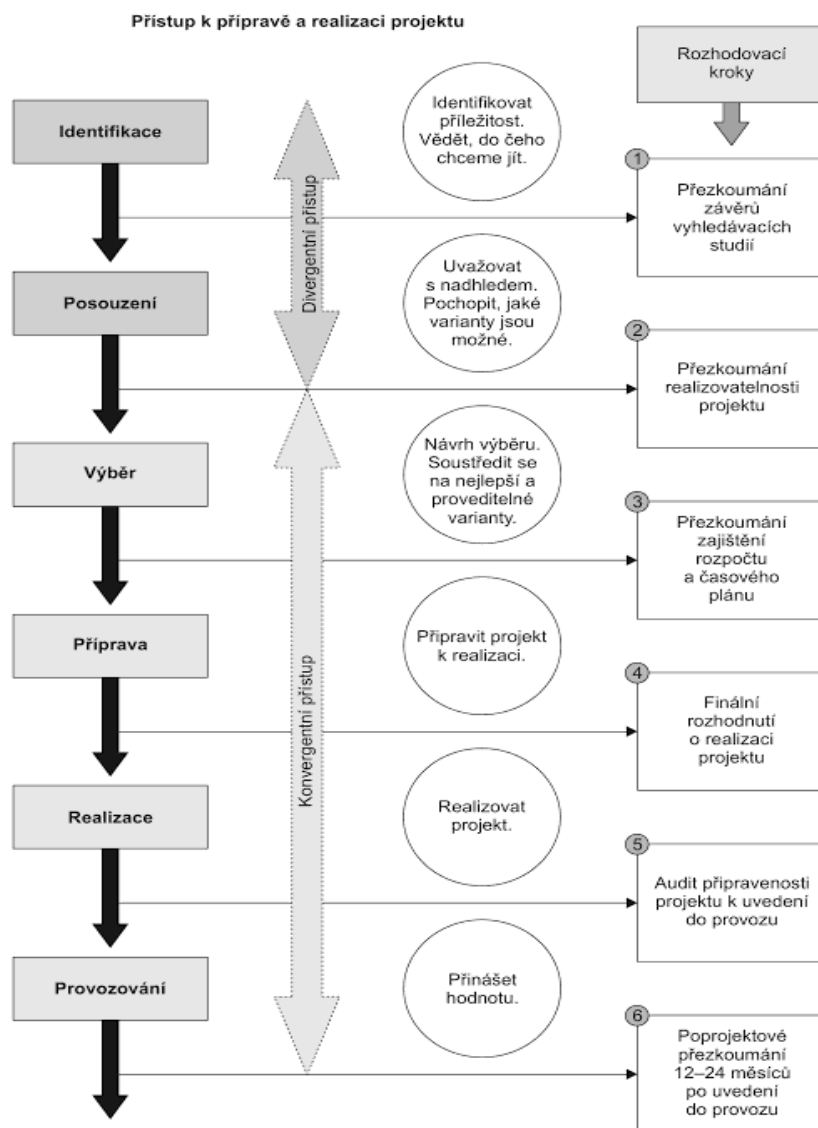 Přístup k přípravě a realizaci projektu
Rozhodovací
kroky
Identifikace
Divergentní přístup
Identifikovat
příležitost.
Vědět, do čeho
chceme jít.
1
Přezkoumání
závěrů
vyhledávacích
studií
Posouzení
Uvažovat
s nadhledem.
Pochopit, jaké
varianty jsou
možné.
2
Přezkoumání
realizovatelnosti
projektu
Výběr
Konvergentní přístup
Návrh výběru.
Soustředit se
na nejlepší a
proveditelné
varianty.
3
Přezkoumání
zajištění
rozpočtu
a časového
plánu
Příprava
Připravit projekt
k realizaci.
4
Finální
rozhodnutí
o realizaci
projektu
Realizace
Realizovat
projekt.
5
Audit připravenosti
projektu k uvedení
do provozu
Provozování
Přinášet
hodnotu.
6
Poprojektové
přezkoumání
12–24 měsíců
po uvedení
do provozu